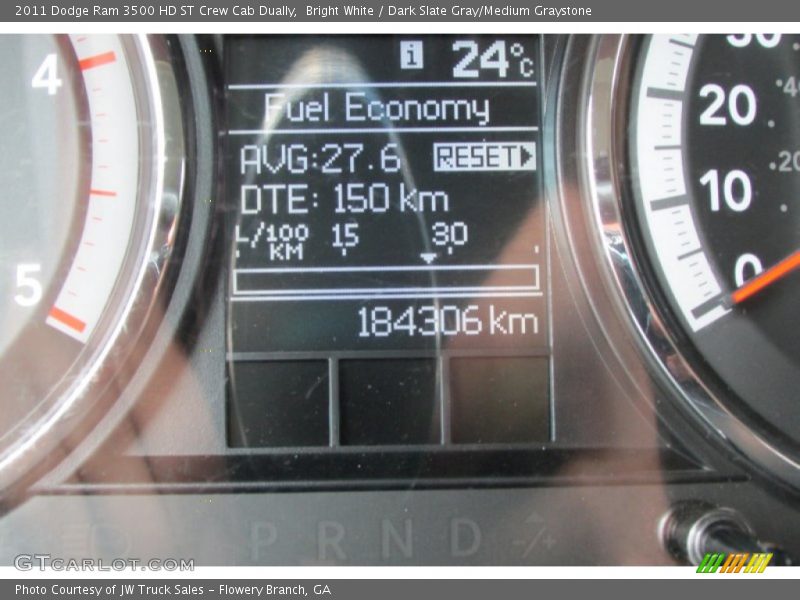 2011 Dodge Ram 3500 HD ST Crew Cab Dually,  Bright White / Dark Slate Gray/Medium Graystone
i 24°C
Fuel Economy
AVG:27.6 RESET
DTE: 150 km
L/100 KM 15 30
184306 km
4
5
20
10
0
20
P R N D -/+
GTCarLot.com
Photo Courtesy of JW Truck Sales - Flowery Branch, GA